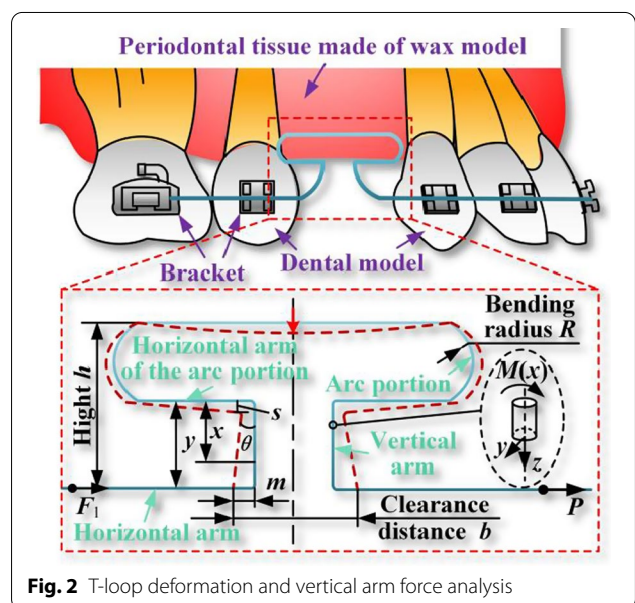 Periodontal tissue made of wax model
Bracket
Dental model
Bending
radius R
Horizontal arm
of the arc portion
Arc portion
M(x)
Hight h
s
y
x
θ
Vertical
arm
y
z
m
F1
Horizontal arm
Clearance
distance b
P
Fig. 2 T-loop deformation and vertical arm force analysis